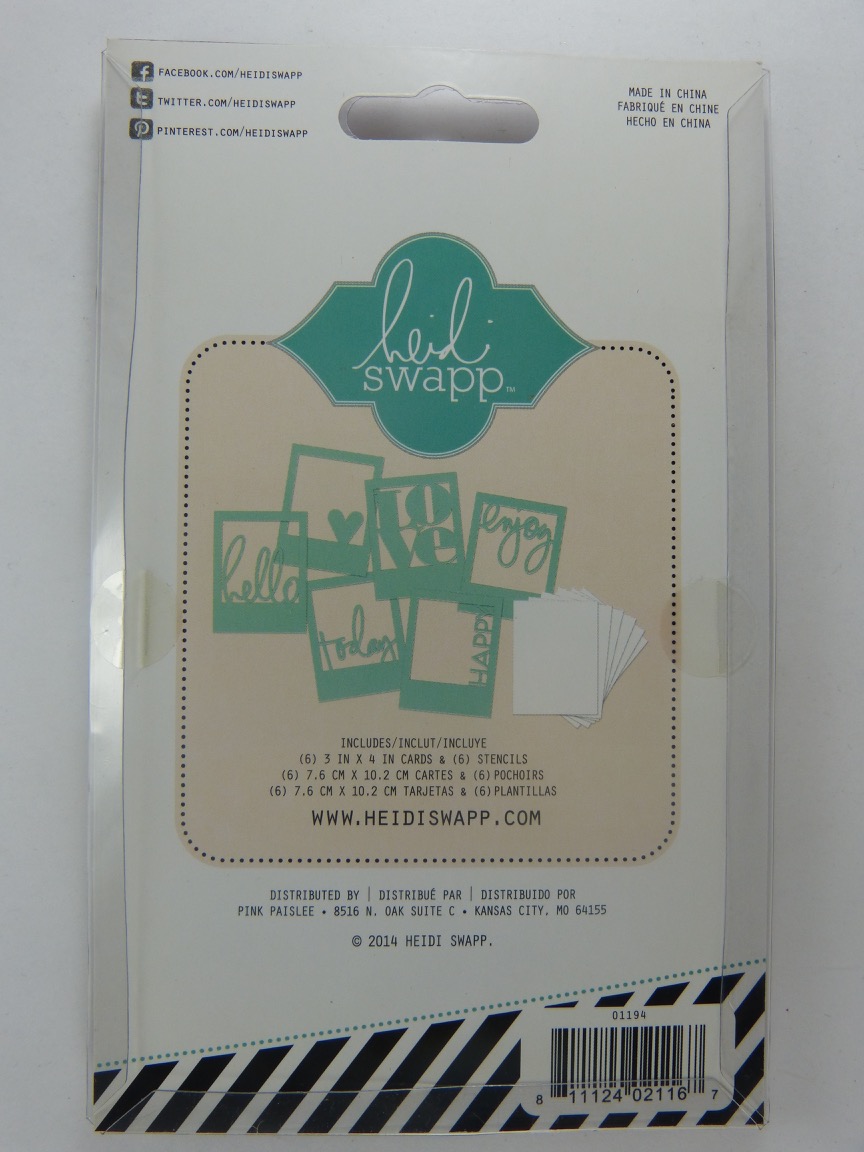 FACEBOOK.COM/HEIDISWAPP
TWITTER.COM/HEIDISWAPP
PINTEREST.COM/HEIDISWAPP
MADE IN CHINA
FABRIQUÉ EN CHINE
HECHO EN CHINA
heidi
swapp™
hello
LOVE
enjoy
today
HAPPY
INCLUDES/INCLUT/INCLUYE
(6) 3 IN X 4 IN CARDS & (6) STENCILS
(6) 7.6 CM X 10.2 CM CARTES & (6) POCHOIRS
(6) 7.6 CM X 10.2 CM TARJETAS & (6) PLANTILLAS
WWW.HEIDISWAPP.COM
DISTRIBUTED BY | DISTRIBUÉ PAR | DISTRIBUIDO POR
PINK PAISLEE • 8516 N. OAK SUITE C • KANSAS CITY, MO 64155
© 2014 HEIDI SWAPP.
01194
8 11124 02116 7